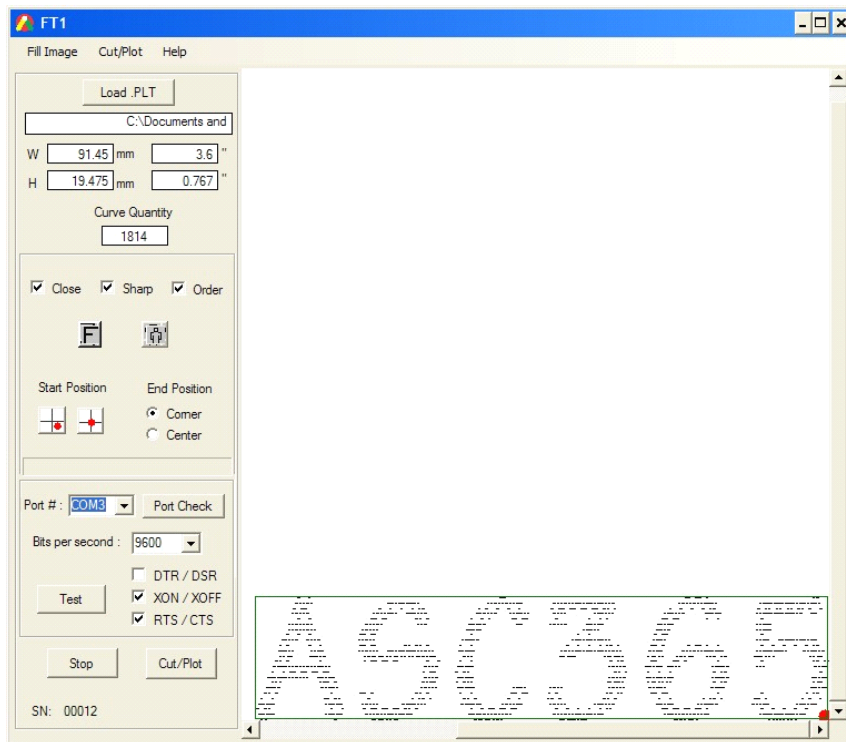 FT1
Fill Image Cut/Plot Help
Load .PLT
C:\Documents and
W 91.45 mm 3.6 "
H 19.475 mm 0.767 "
Curve Quantity
1814
Close Sharp Order
F
Start Position End Position
Corner
Center
Port # : COM3 Port Check
Bits per second : 9600
DTR / DSR
Test XON / XOFF
RTS / CTS
Stop Cut/Plot
SN: 00012
ASC365